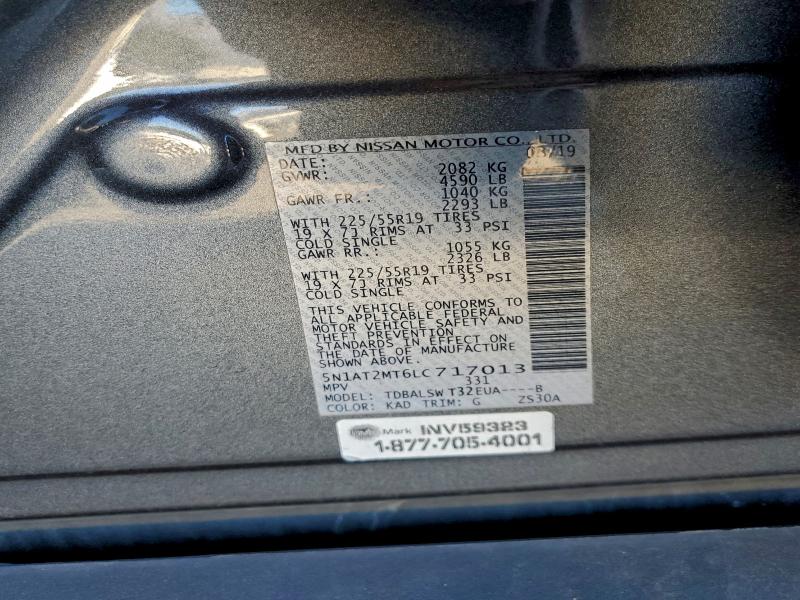 MFD BY NISSAN MOTOR CO., LTD.
DATE: 03/19
GVWR: 2082 KG
4590 LB
GAWR FR.: 1040 KG
2293 LB
WITH 225/55R19 TIRES
19 X 7J RIMS AT 33 PSI
COLD SINGLE
GAWR RR.: 1055 KG
2326 LB
WITH 225/55R19 TIRES
19 X 7J RIMS AT 33 PSI
COLD SINGLE
THIS VEHICLE CONFORMS TO
ALL APPLICABLE FEDERAL
MOTOR VEHICLE SAFETY AND
THEFT PREVENTION
STANDARDS IN EFFECT ON
THE DATE OF MANUFACTURE
SHOWN ABOVE.
5N1AT2MT6LC717013
MPV 331
MODEL: TDBALSW T32EUA----B
COLOR: KAD TRIM: G ZS30A
Mark INV59323
1-877-705-4001